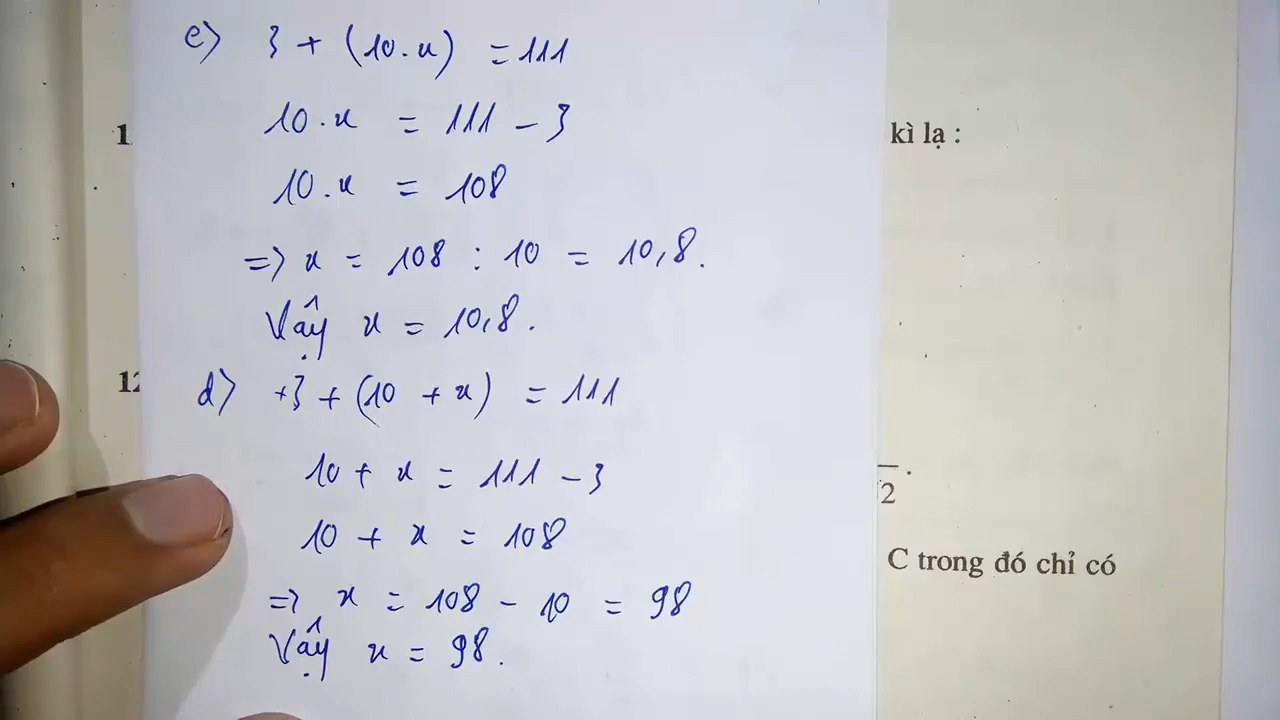 e) 3 + (10.x) = 111
10.x = 111 - 3
10.x = 108
=> x = 108 : 10 = 10,8.
Vậy x = 10,8.
d) +3 + (10 + x) = 111
10 + x = 111 - 3
10 + x = 108
=> x = 108 - 10 = 98
Vậy x = 98.
1
kì lạ :
12
2
C trong đó chỉ có